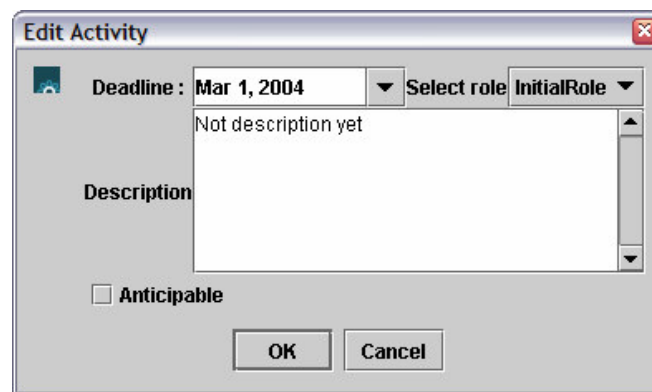 Edit Activity
Deadline : Mar 1, 2004 Select role InitialRole
Not description yet
Description
Anticipable
OK Cancel